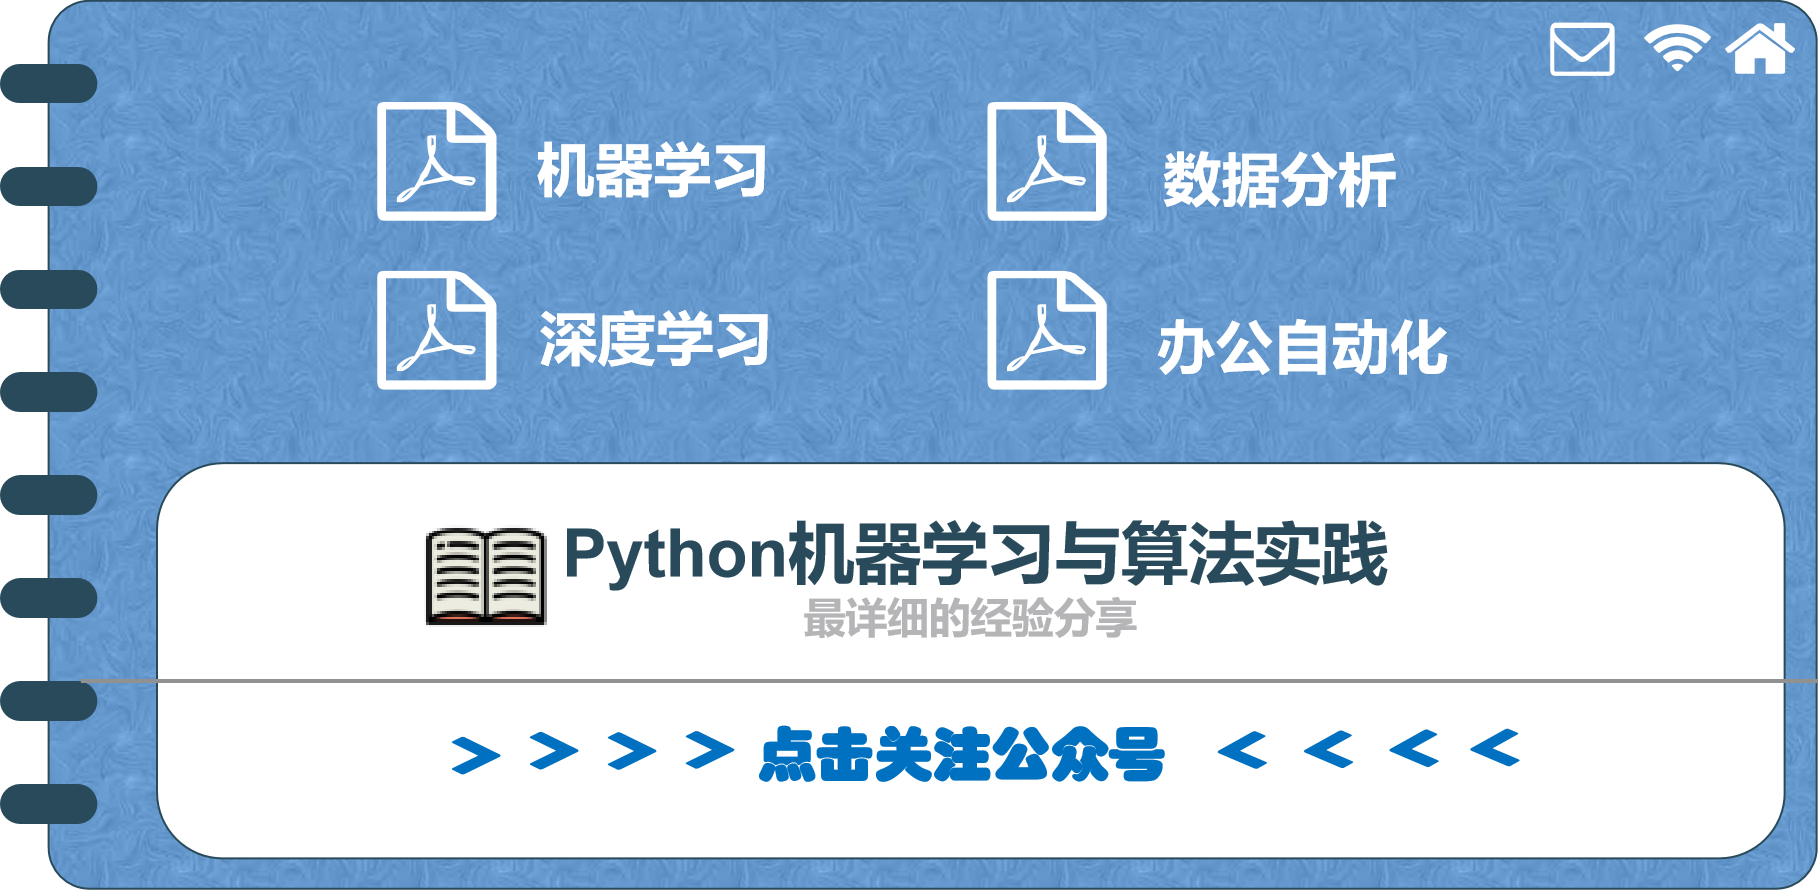 机器学习
数据分析
深度学习
办公自动化
Python机器学习与算法实践
最详细的经验分享
> > > > 点击关注公众号 < < < <